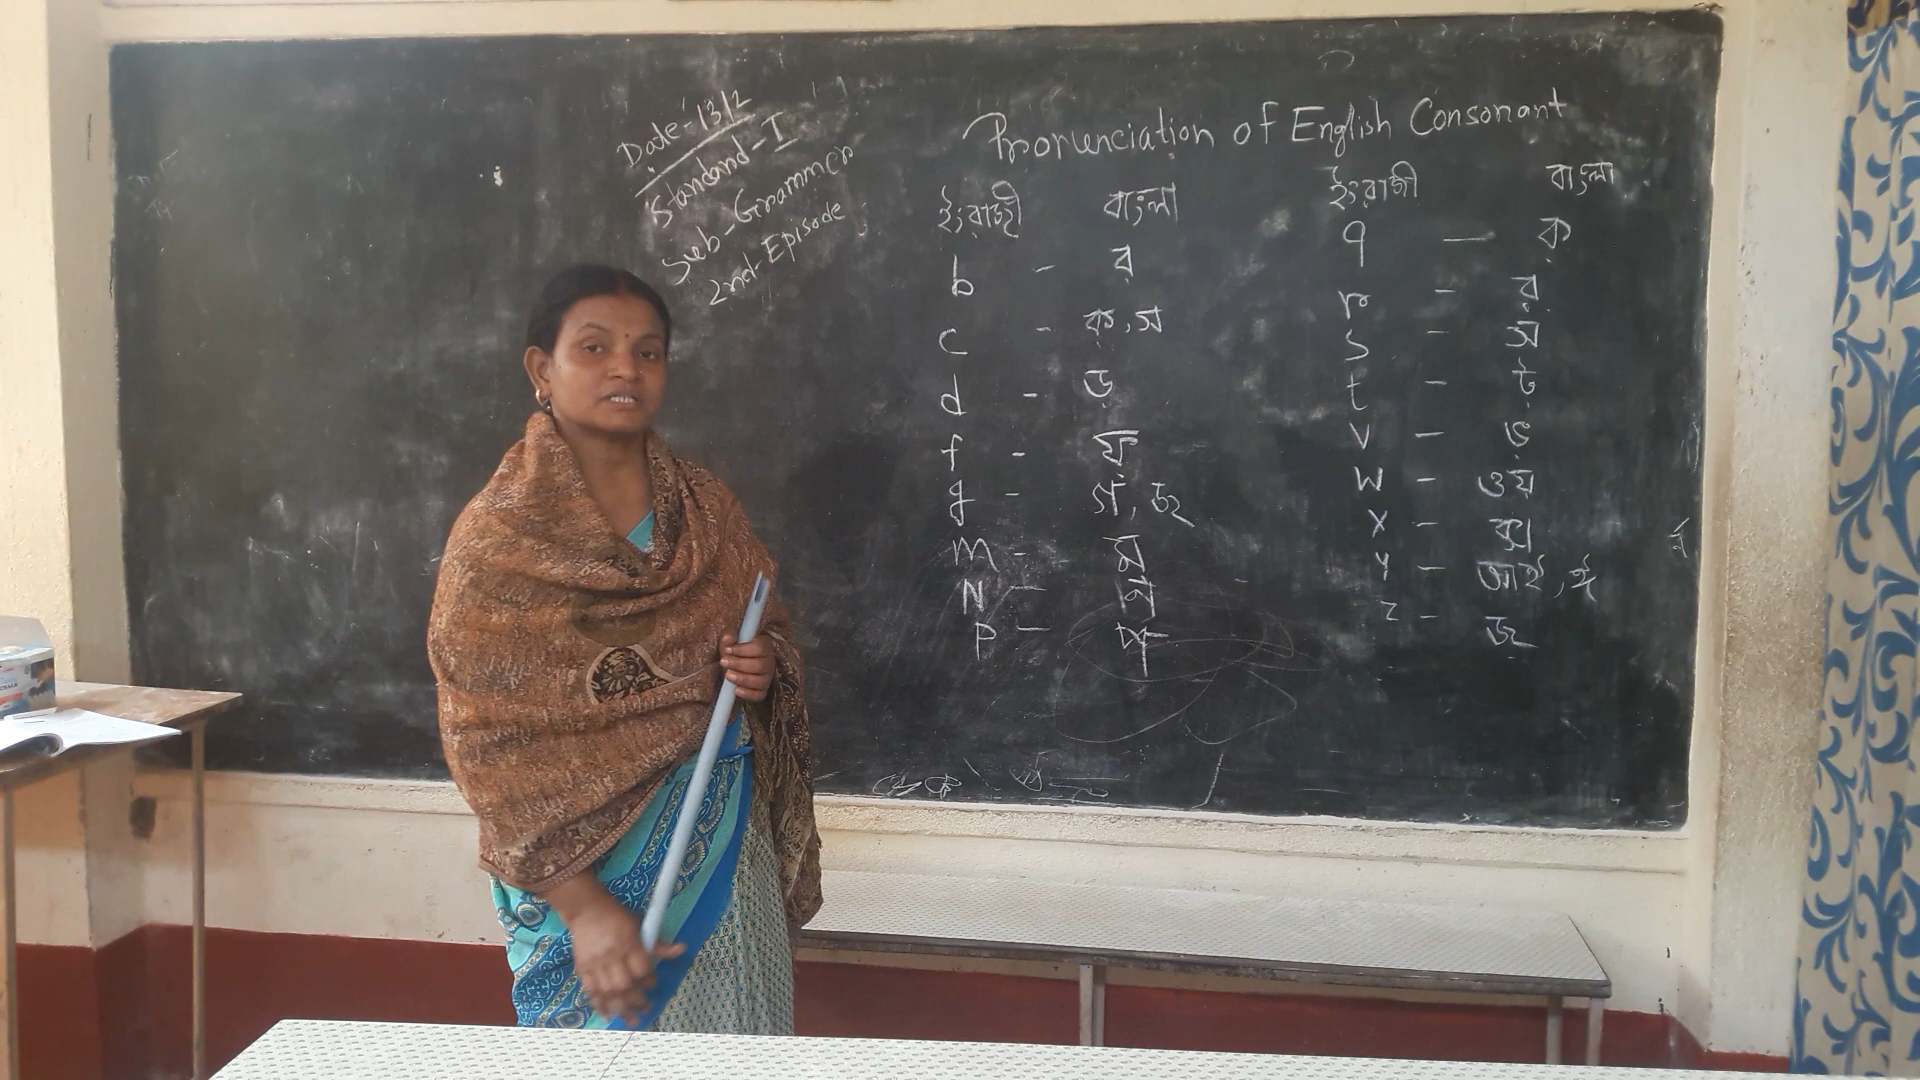 Date-13/2
Standard-I
Sub-Grammer
2nd-Episode
Pronunciation of English Consonant
ইংরাজী বাংলা
b - ব
c - ক, স
d - ড
f - ফ
g - গ, জ
m - ম
N - ন
P - প
ইংরাজী বাংলা
q - ক
r - র
s - স
t - ট
v - ভ
w - ওয়
x - ক্স
y - আই, ঈ
z - জ